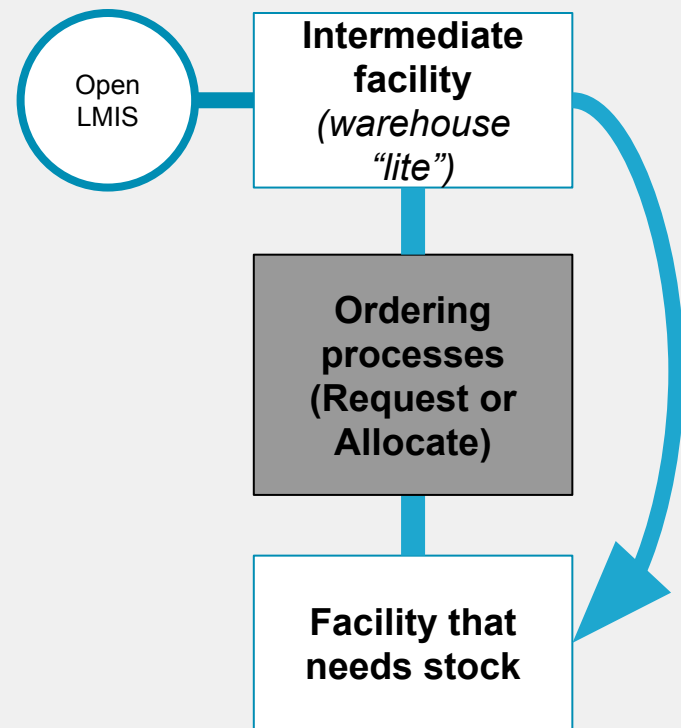 Open
LMIS
Intermediate
facility
(warehouse
“lite”)
Ordering
processes
(Request or
Allocate)
Facility that
needs stock